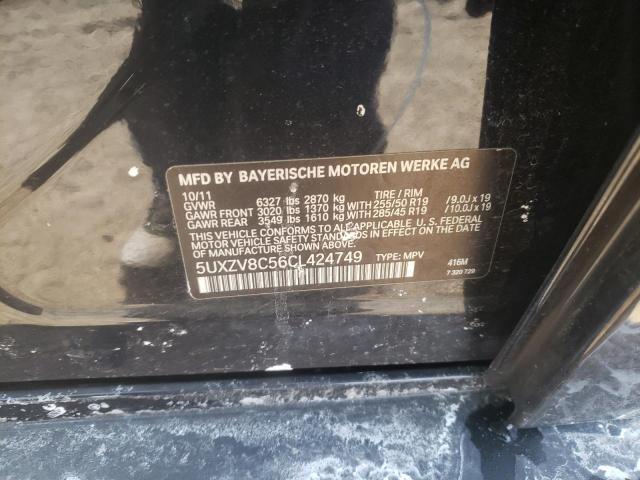 MFD BY BAYERISCHE MOTOREN WERKE AG
10/11
GVWR 6327 lbs 2870 kg TIRE / RIM
GAWR FRONT 3020 lbs 1370 kg WITH 255/50 R19 / 9.0J x 19
GAWR REAR 3549 lbs 1610 kg WITH 285/45 R19 / 10.0J x 19
THIS VEHICLE CONFORMS TO ALL APPLICABLE U.S. FEDERAL
MOTOR VEHICLE SAFETY STANDARDS IN EFFECT ON THE DATE
OF MANUFACTURE SHOWN ABOVE.
5UXZV8C56CL424749 TYPE: MPV 416M
7 320 729